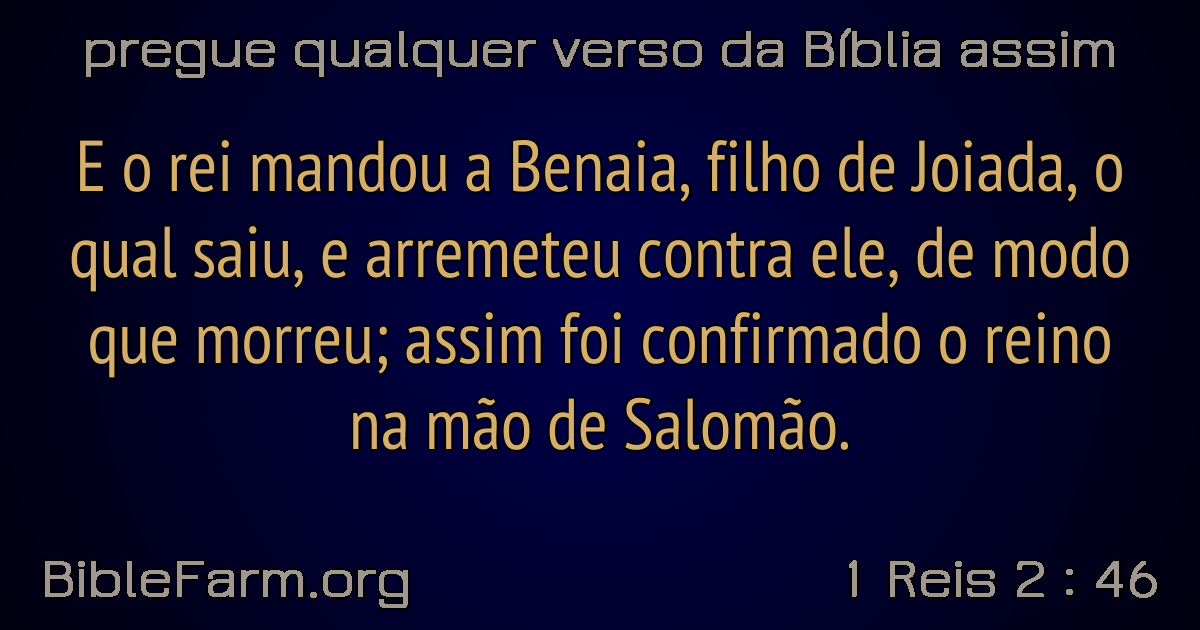 pregue qualquer verso da Bíblia assim
E o rei mandou a Benaia, filho de Joiada, o
qual saiu, e arremeteu contra ele, de modo
que morreu; assim foi confirmado o reino
na mão de Salomão.
BibleFarm.org
1 Reis 2 : 46